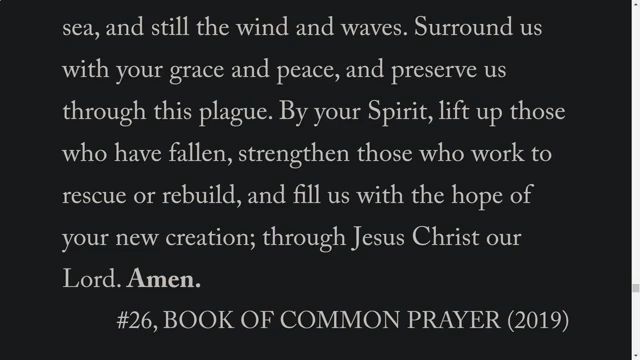 sea, and still the wind and waves. Surround us
with your grace and peace, and preserve us
through this plague. By your Spirit, lift up those
who have fallen, strengthen those who work to
rescue or rebuild, and fill us with the hope of
your new creation; through Jesus Christ our
Lord. Amen.
#26, BOOK OF COMMON PRAYER (2019)